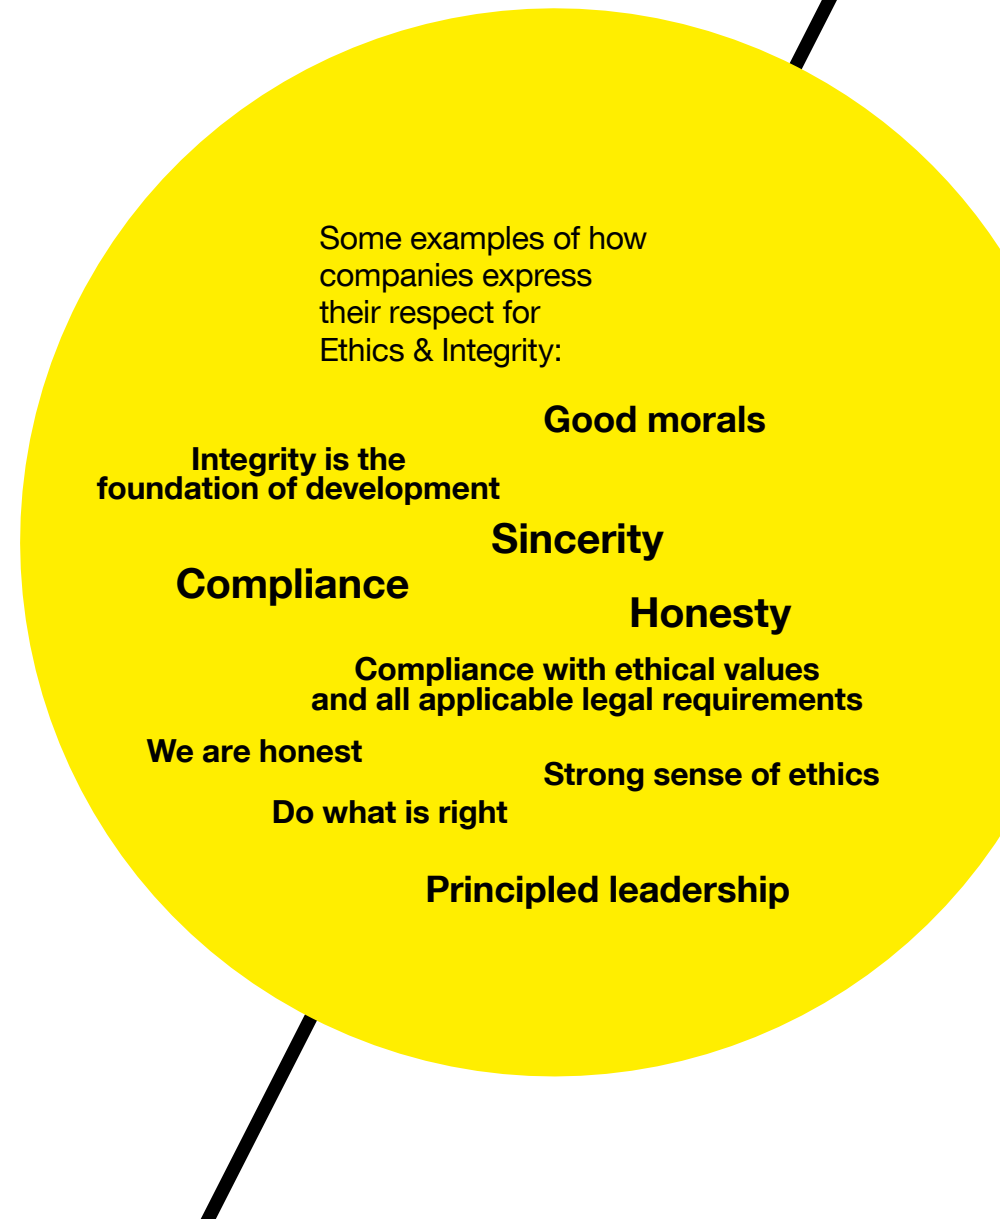 Some examples of how
companies express
their respect for
Ethics & Integrity:
Good morals
Integrity is the
foundation of development
Sincerity
Compliance
Honesty
Compliance with ethical values
and all applicable legal requirements
We are honest
Strong sense of ethics
Do what is right
Principled leadership